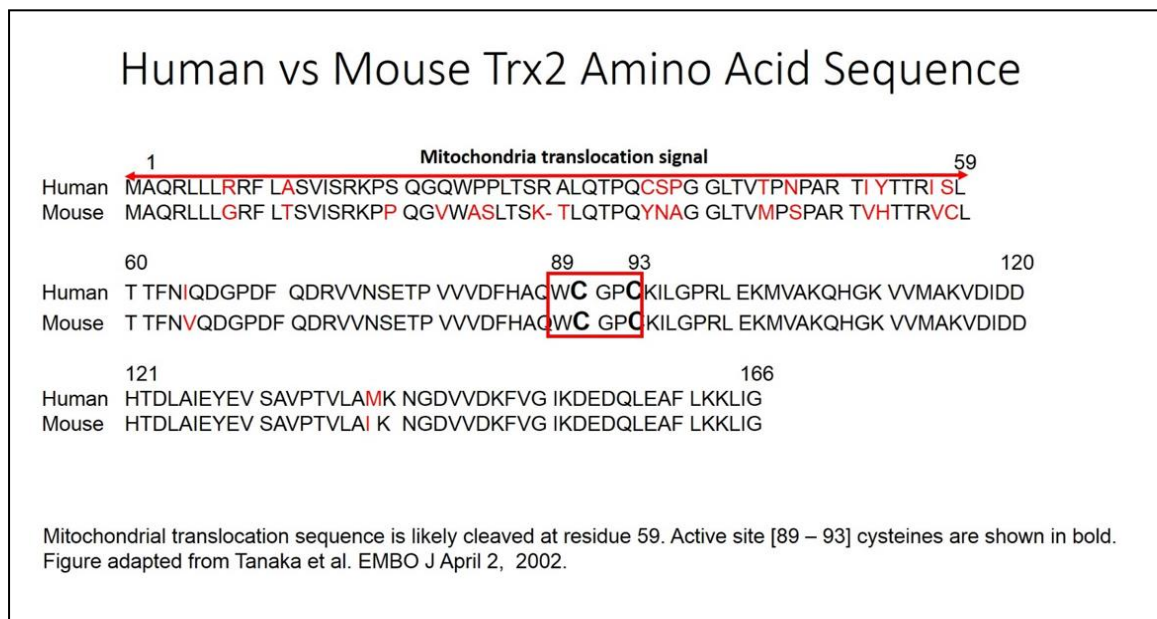 Human vs Mouse Trx2 Amino Acid Sequence
1 Mitochondria translocation signal 59
Human MAQRLLLRRF LASVISRKPS QGQWPPLTSR ALQTPQCSPG GLTVTPNPAR TIYTTRISL
Mouse MAQRLLLGRF LTSVISRKPP QGVWASLTSK- TLQTPQYNAG GLTVMPSPAR TVHTTRVCL
60 89 93 120
Human T TFNIQDGPDF QDRVVNSETP VVVDFHAQWC GPCKILGPRL EKMVAKQHGK VVMAKVDIDD
Mouse T TFNVQDGPDF QDRVVNSETP VVVDFHAQWC GPCKILGPRL EKMVAKQHGK VVMAKVDIDD
121 166
Human HTDLAIEYEV SAVPTVLAMK NGDVVDKFVG IKDEDQLEAF LKKLIG
Mouse HTDLAIEYEV SAVPTVLAI K NGDVVDKFVG IKDEDQLEAF LKKLIG
Mitochondrial translocation sequence is likely cleaved at residue 59. Active site [89 – 93] cysteines are shown in bold.
Figure adapted from Tanaka et al. EMBO J April 2, 2002.